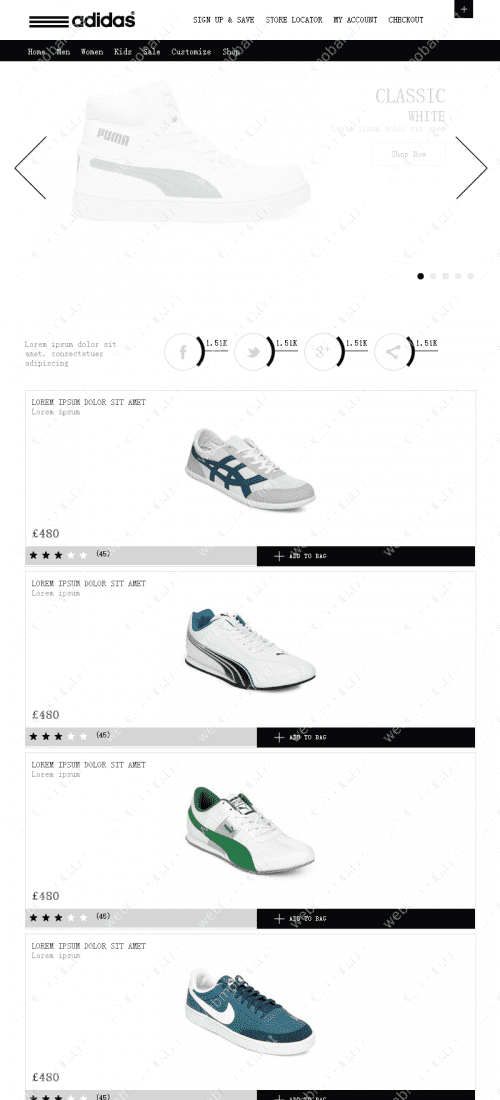 adidas
SIGN UP & SAVE STORE LOCATOR MY ACCOUNT CHECKOUT
Home Men Women Kids Sale Customize Shop
CLASSIC
WHITE
Lorem ipsum dolor sit amet
Shop Now
PUMA
Lorem ipsum dolor sit
amet, consectetuer
adipiscing
1.51K 1.51K 1.51K 1.51K
LOREM IPSUM DOLOR SIT AMET
Lorem ipsum
£480
(45) ADD TO BAG
LOREM IPSUM DOLOR SIT AMET
Lorem ipsum
£480
(45) ADD TO BAG
LOREM IPSUM DOLOR SIT AMET
Lorem ipsum
£480
(45) ADD TO BAG
LOREM IPSUM DOLOR SIT AMET
Lorem ipsum
£480
(45) ADD TO BAG